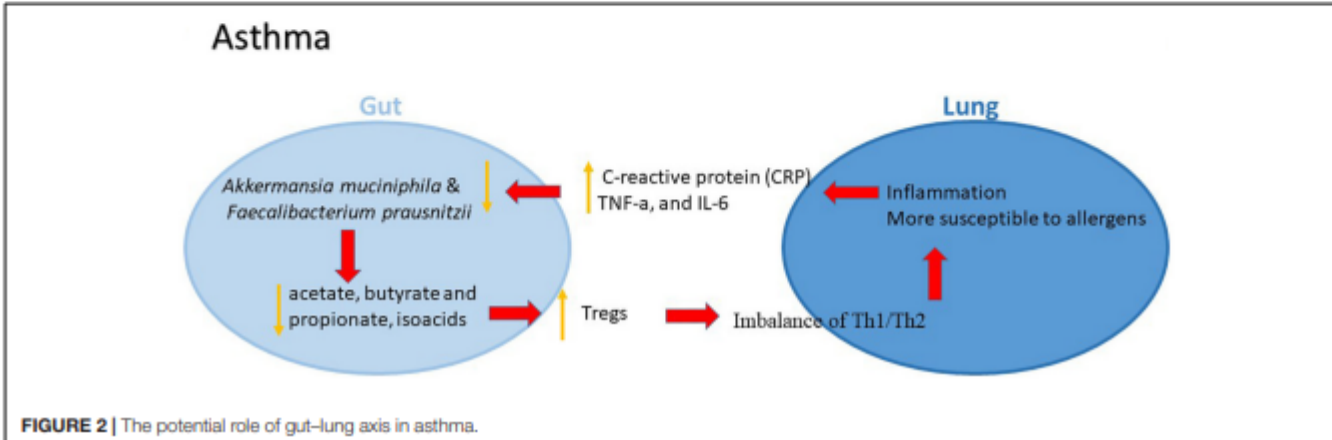 Asthma
Gut
Lung
Akkermansia muciniphila &
Faecalibacterium prausnitzii
C-reactive protein (CRP)
TNF-a, and IL-6
Inflammation
More susceptible to allergens
acetate, butyrate and
propionate, isoacids
Tregs
Imbalance of Th1/Th2
FIGURE 2 | The potential role of gut–lung axis in asthma.